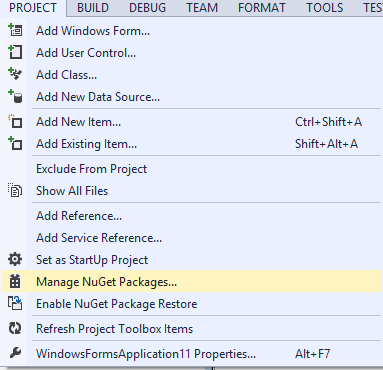 PROJECT BUILD DEBUG TEAM FORMAT TOOLS TES
Add Windows Form...
Add User Control...
Add Class...
Add New Data Source...
Add New Item... Ctrl+Shift+A
Add Existing Item... Shift+Alt+A
Exclude From Project
Show All Files
Add Reference...
Add Service Reference...
Set as StartUp Project
Manage NuGet Packages...
Enable NuGet Package Restore
Refresh Project Toolbox Items
WindowsFormsApplication11 Properties... Alt+F7